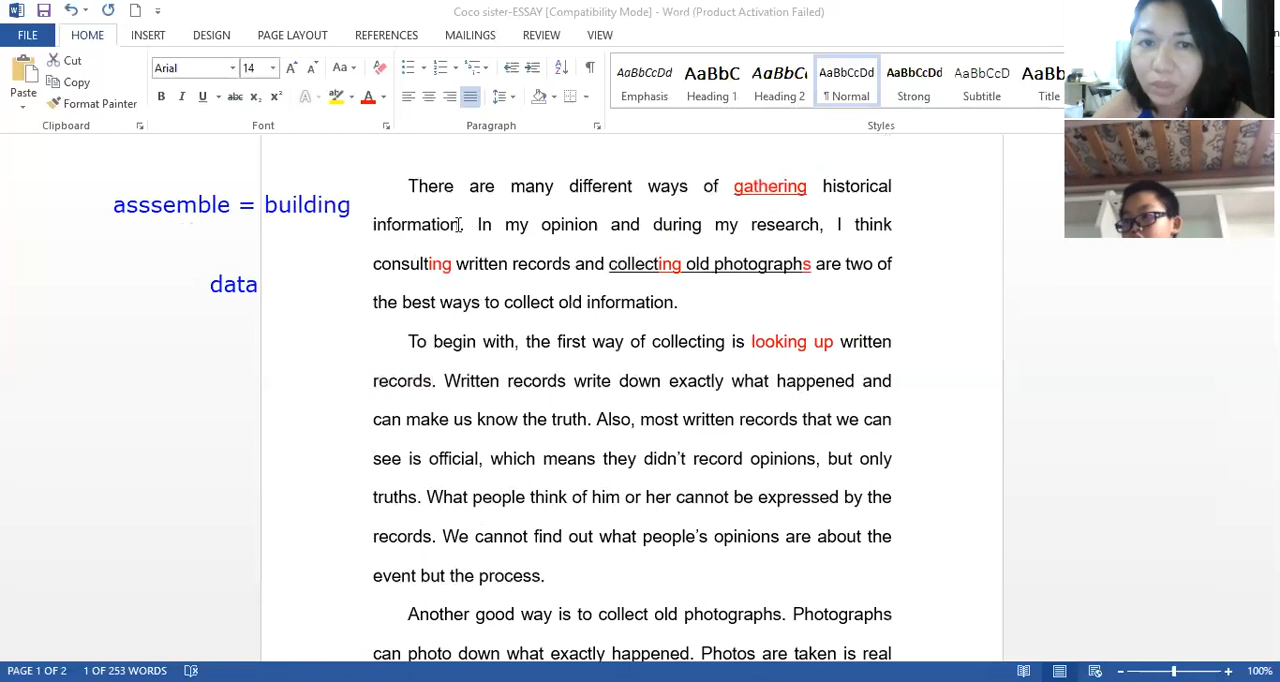 Coco sister-ESSAY [Compatibility Mode] - Word (Product Activation Failed)
FILE HOME INSERT DESIGN PAGE LAYOUT REFERENCES MAILINGS REVIEW VIEW
Paste
Cut
Copy
Format Painter
Arial 14
AaBbCcDd AaBbC AaBbCc AaBbCcDd AaBbCcDd AaBbCcD AaBb
Emphasis Heading 1 Heading 2 ¶ Normal Strong Subtitle Title
Clipboard Font Paragraph Styles
asssemble = building
data
There are many different ways of gathering historical
information. In my opinion and during my research, I think
consulting written records and collecting old photographs are two of
the best ways to collect old information.
To begin with, the first way of collecting is looking up written
records. Written records write down exactly what happened and
can make us know the truth. Also, most written records that we can
see is official, which means they didn’t record opinions, but only
truths. What people think of him or her cannot be expressed by the
records. We cannot find out what people’s opinions are about the
event but the process.
Another good way is to collect old photographs. Photographs
can photo down what exactly happened. Photos are taken is real
PAGE 1 OF 2 1 OF 253 WORDS 100%